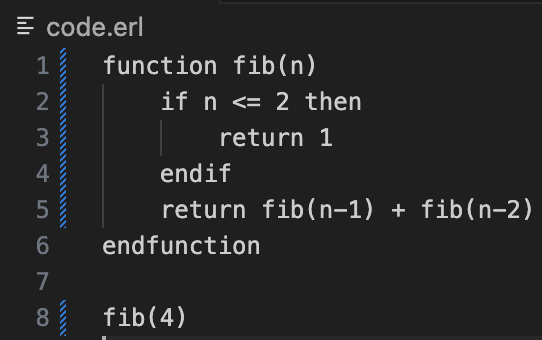 code.erl
1 function fib(n)
2     if n <= 2 then
3         return 1
4     endif
5     return fib(n-1) + fib(n-2)
6 endfunction
7
8 fib(4)